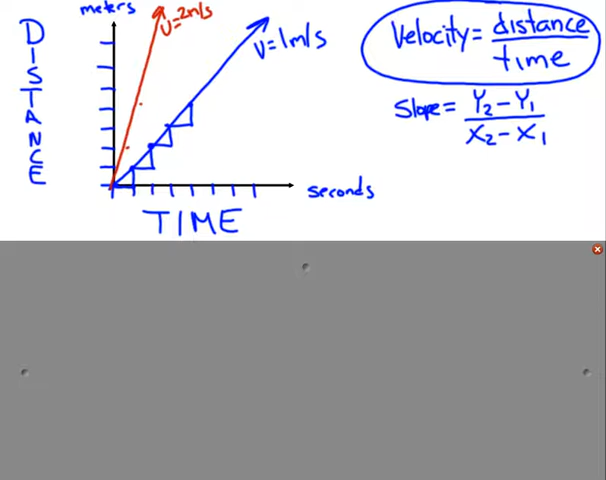 DISTANCE
meters
v=2m/s
V=1m/s
seconds
TIME
Velocity = distance
time
Slope = Y2 - Y1
X2 - X1